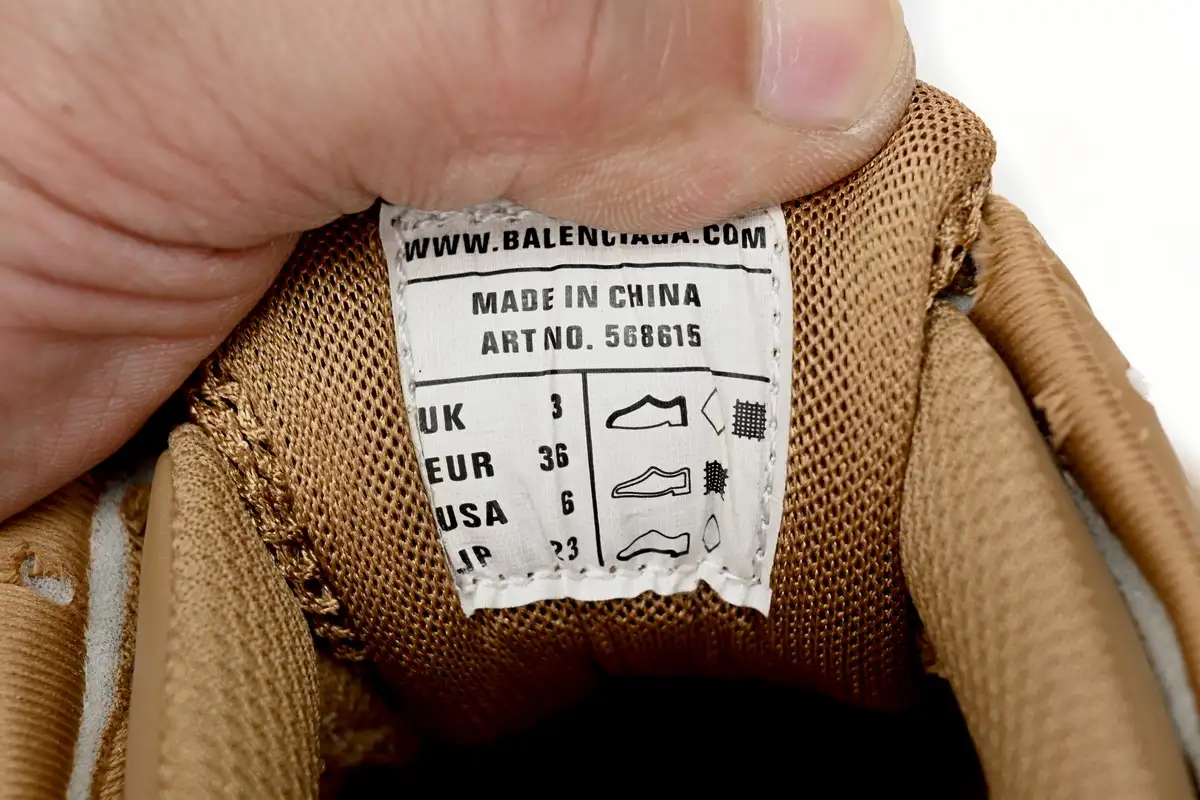 WWW.BALENCIAGA.COM
MADE IN CHINA
ART NO. 568615
UK 3
EUR 36
USA 6
JP 23